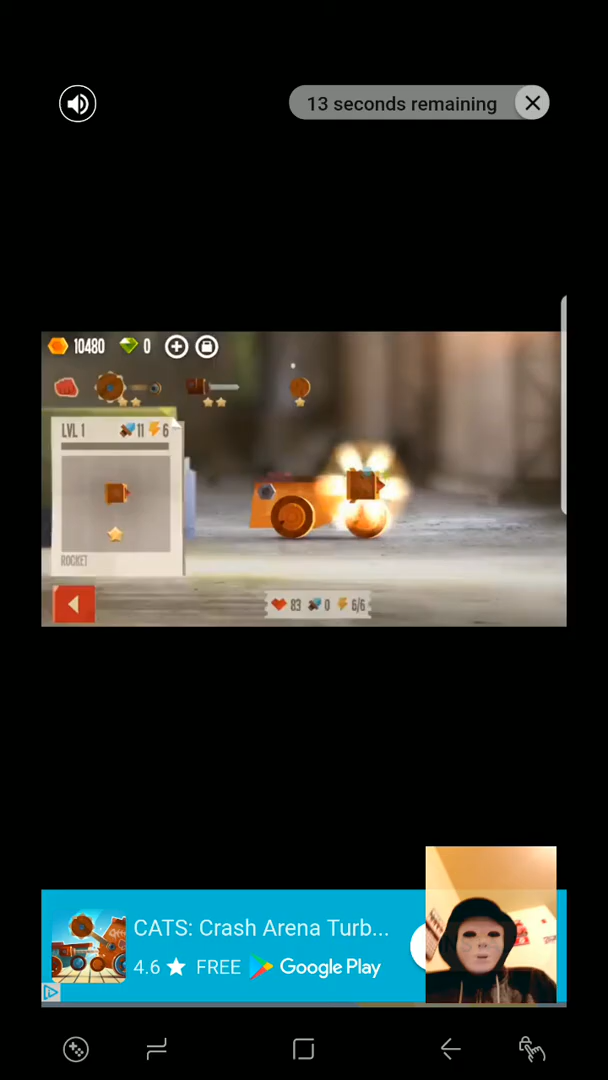 13 seconds remaining
10480 0
LVL 1 11 6
ROCKET
83 0 6/6
CATS: Crash Arena Turb...
4.6 FREE Google Play